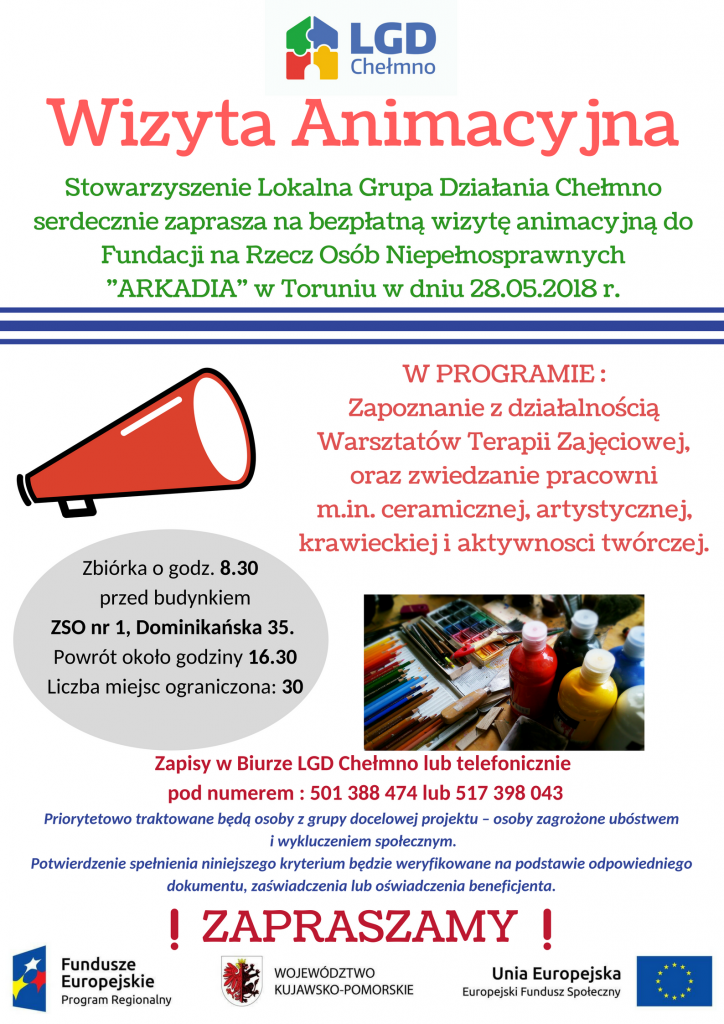 LGD
Chełmno
Wizyta Animacyjna
Stowarzyszenie Lokalna Grupa Działania Chełmno
serdecznie zaprasza na bezpłatną wizytę animacyjną do
Fundacji na Rzecz Osób Niepełnosprawnych
"ARKADIA" w Toruniu w dniu 28.05.2018 r.
W PROGRAMIE :
Zapoznanie z działalnością
Warsztatów Terapii Zajęciowej,
oraz zwiedzanie pracowni
m.in. ceramicznej, artystycznej,
krawieckiej i aktywnosci twórczej.
Zbiórka o godz. 8.30
przed budynkiem
ZSO nr 1, Dominikańska 35.
Powrót około godziny 16.30
Liczba miejsc ograniczona: 30
Zapisy w Biurze LGD Chełmno lub telefonicznie
pod numerem : 501 388 474 lub 517 398 043
Priorytetowo traktowane będą osoby z grupy docelowej projektu – osoby zagrożone ubóstwem
i wykluczeniem społecznym.
Potwierdzenie spełnienia niniejszego kryterium będzie weryfikowane na podstawie odpowiedniego
dokumentu, zaświadczenia lub oświadczenia beneficjenta.
! ZAPRASZAMY !
Fundusze
Europejskie
Program Regionalny
WOJEWÓDZTWO
KUJAWSKO-POMORSKIE
Unia Europejska
Europejski Fundusz Społeczny